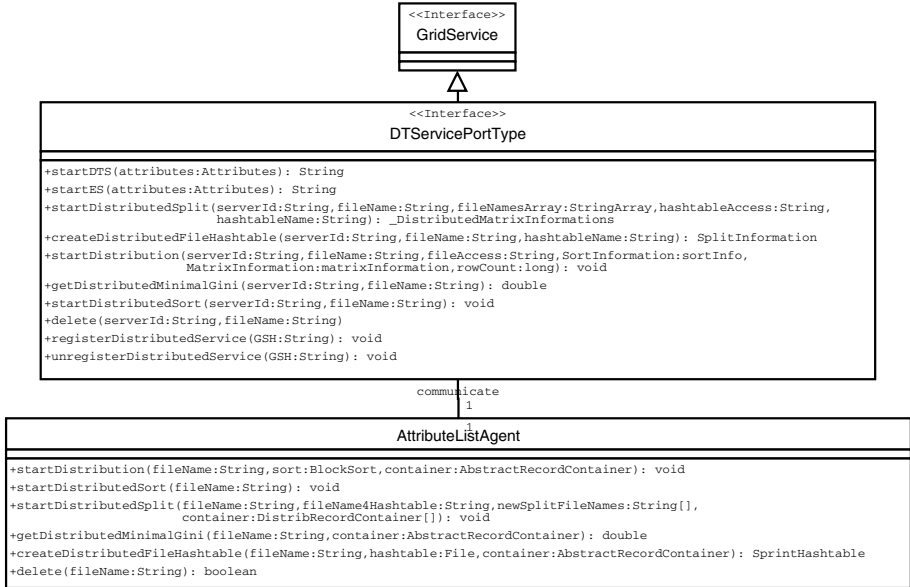 <<Interface>>
GridService
<<Interface>>
DTServicePortType
+startDTS(attributes:Attributes): String
+startES(attributes:Attributes): String
+startDistributedSplit(serverId:String,fileName:String,fileNamesArray:StringArray,hashtableAccess:String,
hashtableName:String): _DistributedMatrixInformations
+createDistributedFileHashtable(serverId:String,fileName:String,hashtableName:String): SplitInformation
+startDistribution(serverId:String,fileName:String,fileAccess:String,SortInformation:sortInfo,
MatrixInformation:matrixInformation,rowCount:long): void
+getDistributedMinimalGini(serverId:String,fileName:String): double
+startDistributedSort(serverId:String,fileName:String): void
+delete(serverId:String,fileName:String)
+registerDistributedService(GSH:String): void
+unregisterDistributedService(GSH:String): void
communicate
1
1
AttributeListAgent
+startDistribution(fileName:String,sort:BlockSort,container:AbstractRecordContainer): void
+startDistributedSort(fileName:String): void
+startDistributedSplit(fileName:String,fileName4Hashtable:String,newSplitFileNames:String[],
container:DistribRecordContainer[]): void
+getDistributedMinimalGini(fileName:String,container:AbstractRecordContainer): double
+createDistributedFileHashtable(fileName:String,hashtable:File,container:AbstractRecordContainer): SprintHashtable
+delete(fileName:String): boolean